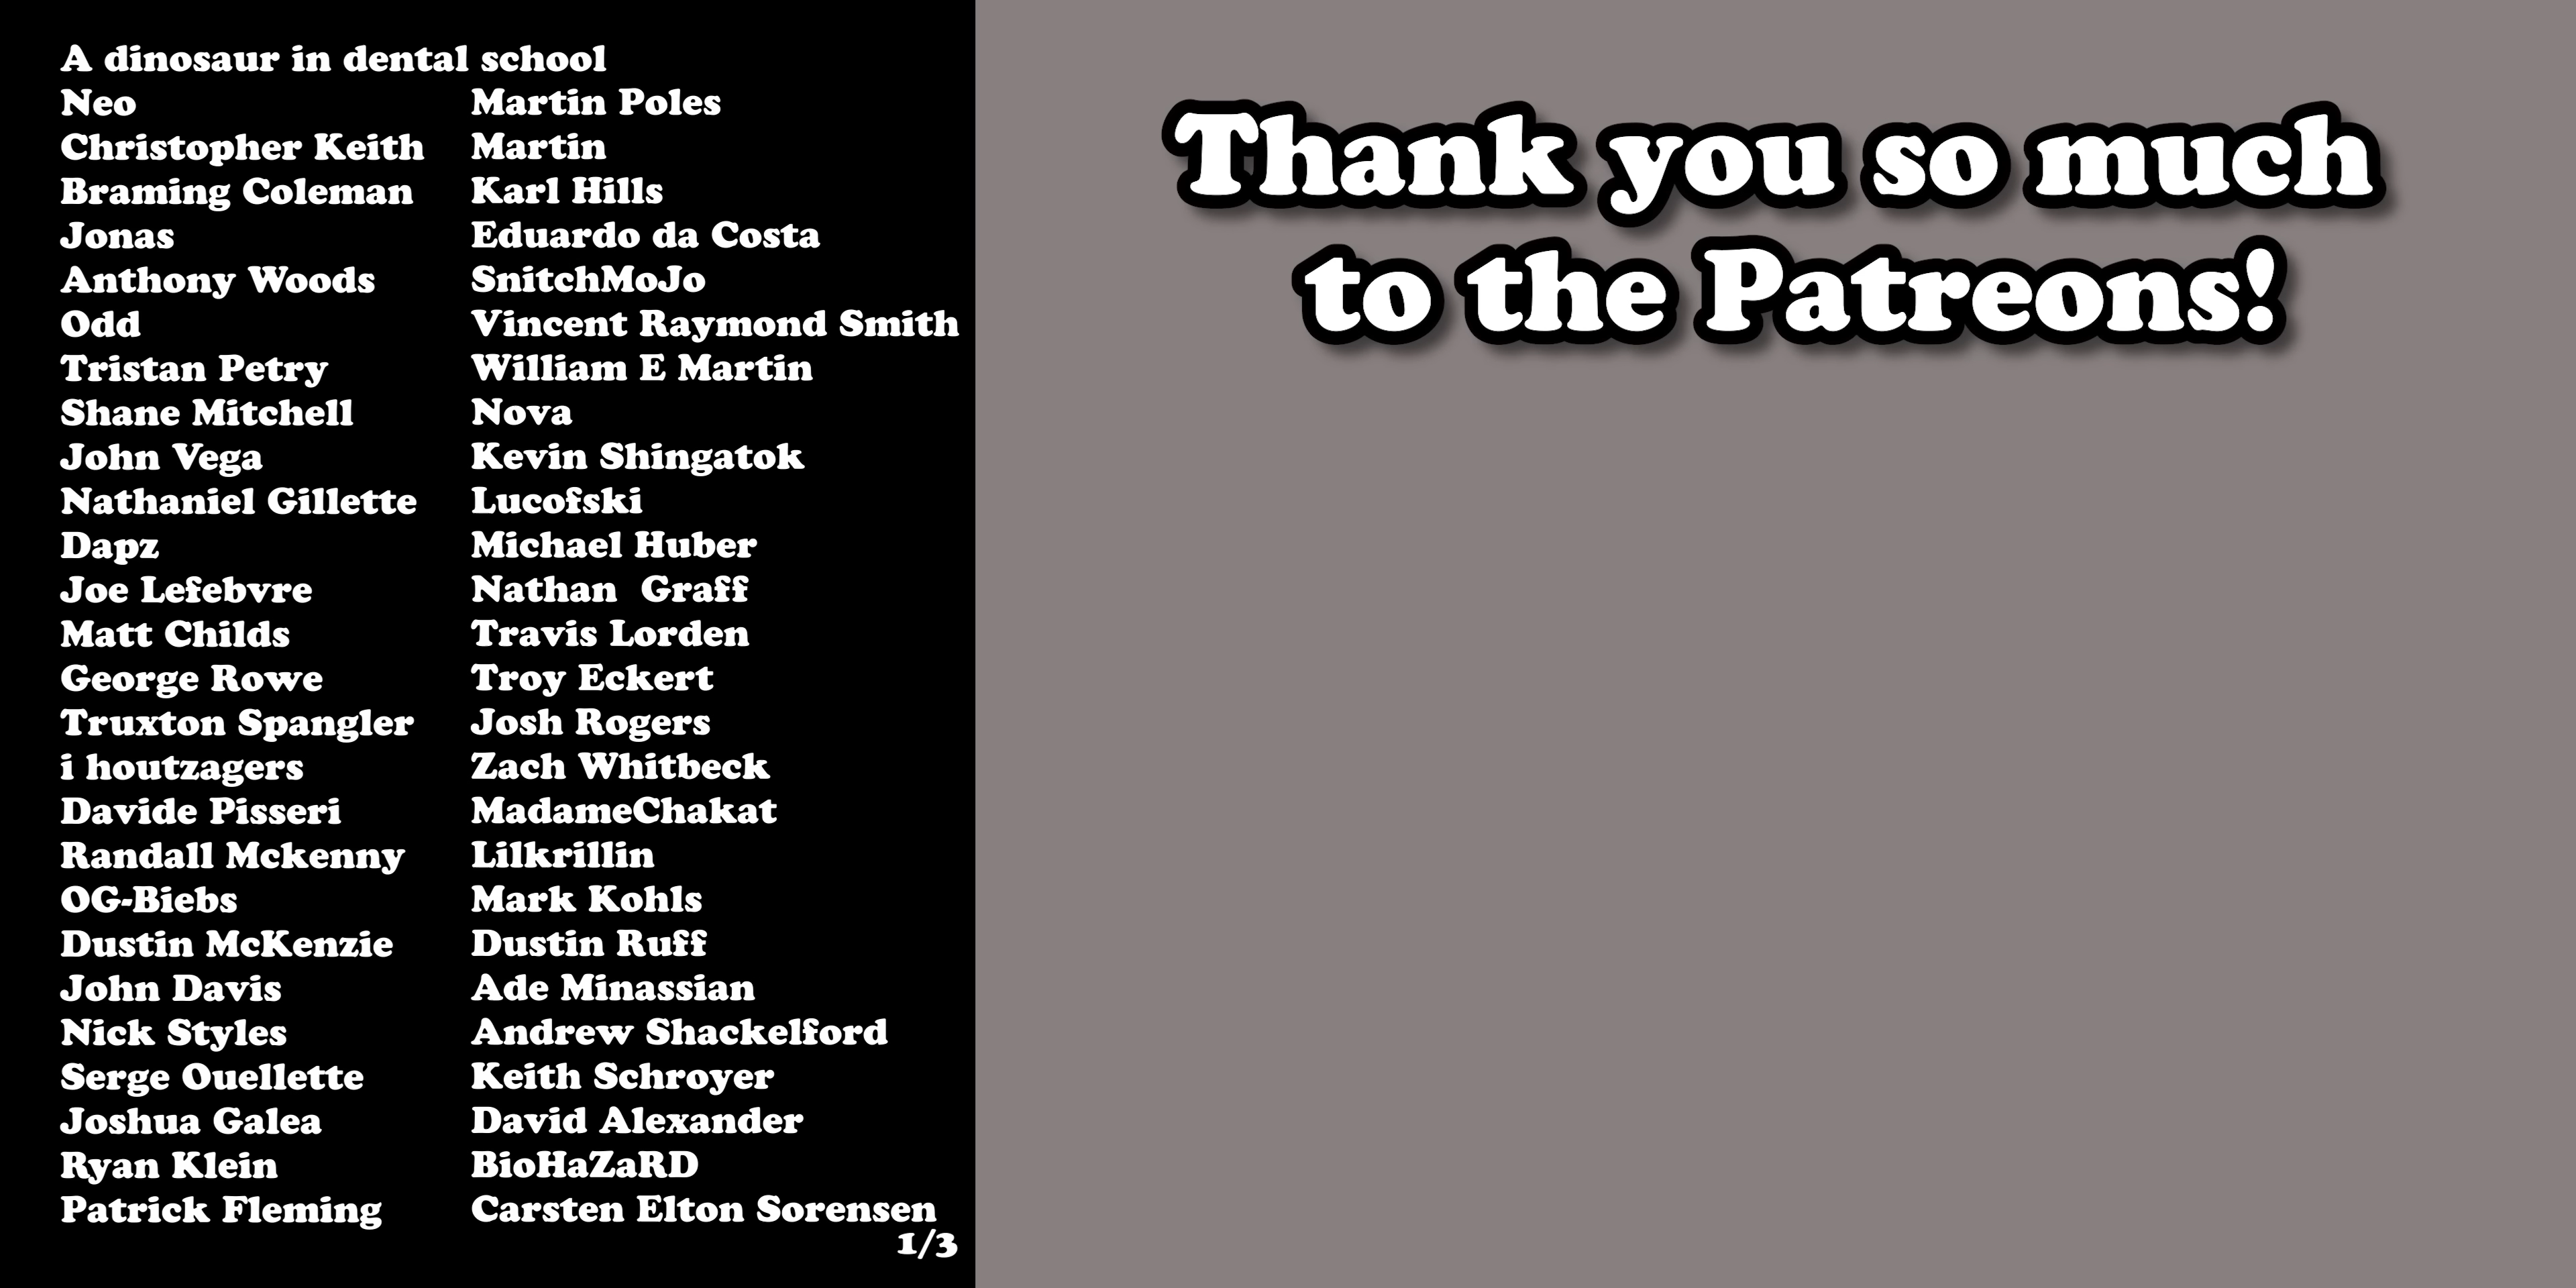 A dinosaur in dental school
Neo
Christopher Keith
Braming Coleman
Jonas
Anthony Woods
Odd
Tristan Petry
Shane Mitchell
John Vega
Nathaniel Gillette
Dapz
Joe Lefebvre
Matt Childs
George Rowe
Truxton Spangler
i houtzagers
Davide Pisseri
Randall Mckenny
OG-Biebs
Dustin McKenzie
John Davis
Nick Styles
Serge Ouellette
Joshua Galea
Ryan Klein
Patrick Fleming
Martin Poles
Martin
Karl Hills
Eduardo da Costa
SnitchMoJo
Vincent Raymond Smith
William E Martin
Nova
Kevin Shingatok
Lucofski
Michael Huber
Nathan  Graff
Travis Lorden
Troy Eckert
Josh Rogers
Zach Whitbeck
MadameChakat
Lilkrillin
Mark Kohls
Dustin Ruff
Ade Minassian
Andrew Shackelford
Keith Schroyer
David Alexander
BioHaZaRD
Carsten Elton Sorensen
1/3
Thank you so much
to the Patreons!